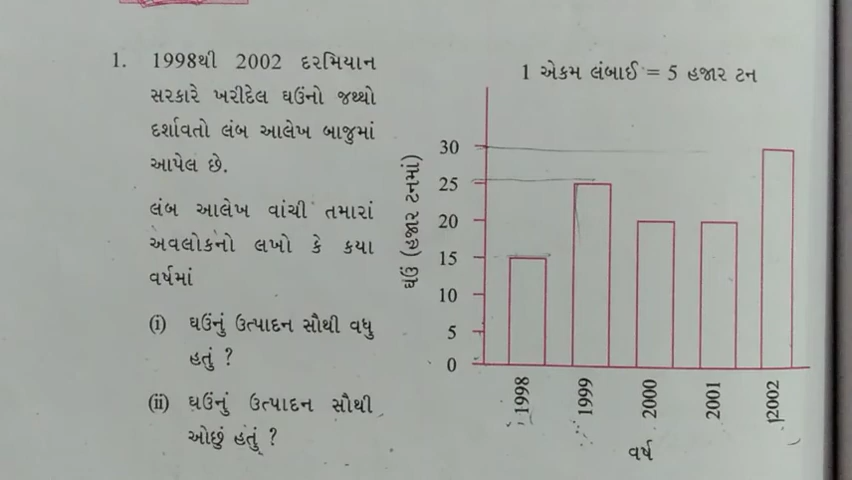 1. 1998થી 2002 દરમિયાન
સરકારે ખરીદેલ ઘઉંનો જથ્થો
દર્શાવતો લંબ આલેખ બાજુમાં
આપેલ છે.
લંબ આલેખ વાંચી તમારાં
અવલોકનો લખો કે કયા
વર્ષમાં
(i) ઘઉંનું ઉત્પાદન સૌથી વધુ
હતું ?
(ii) ઘઉંનું ઉત્પાદન સૌથી
ઓછું હતું ?
1 એકમ લંબાઈ = 5 હજાર ટન
ઘઉં (હજાર ટનમાં)
30
25
20
15
10
5
0
1998
1999
2000
2001
2002
વર્ષ